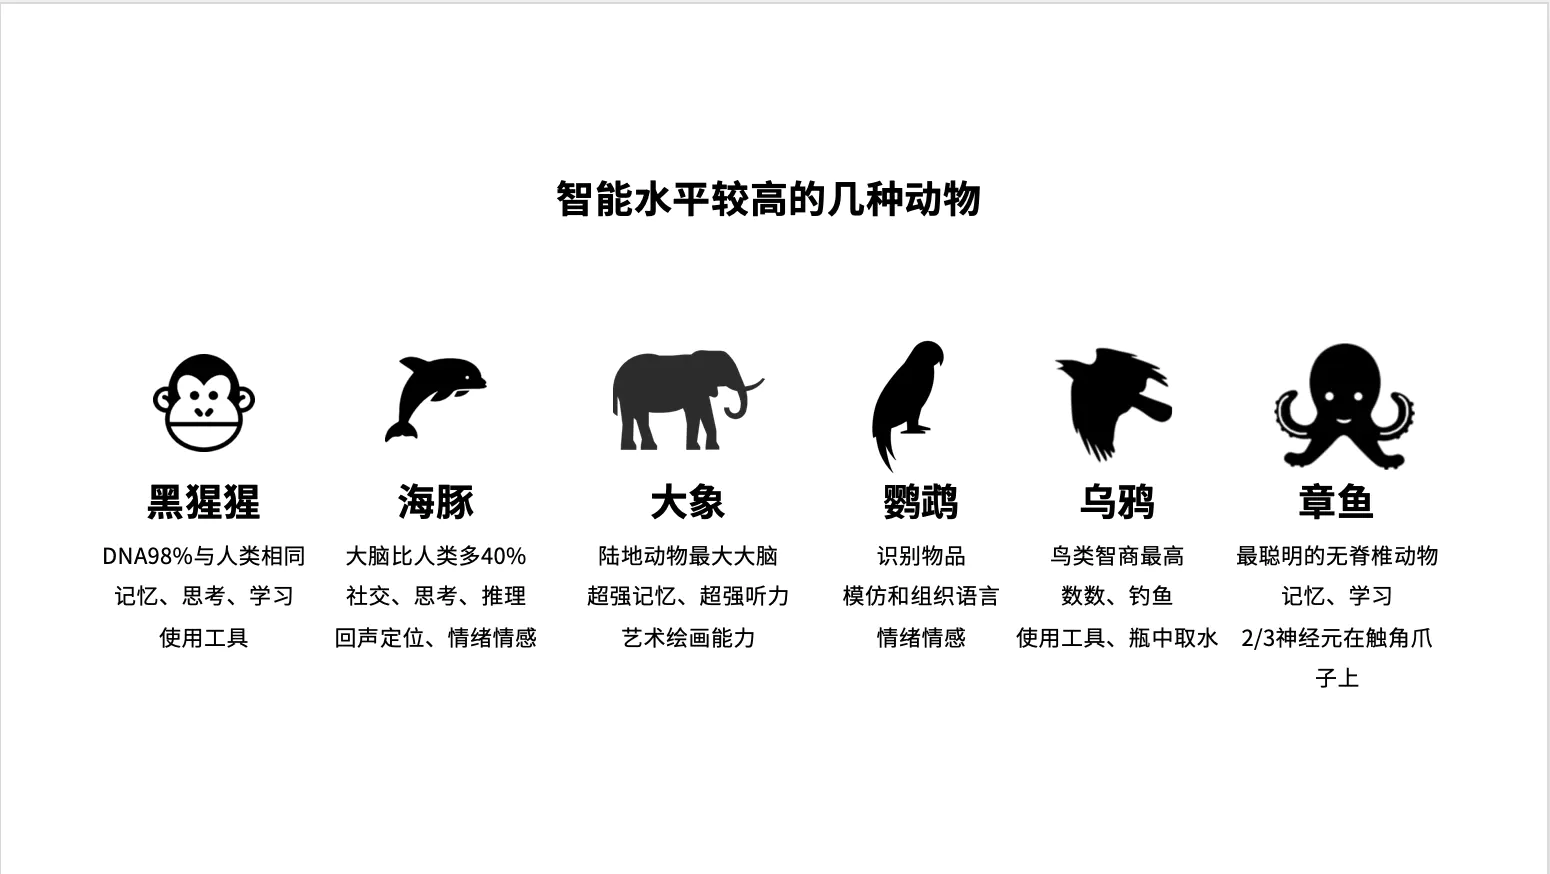 智能水平较高的几种动物
黑猩猩
DNA98%与人类相同
记忆、思考、学习
使用工具
海豚
大脑比人类多40%
社交、思考、推理
回声定位、情绪情感
大象
陆地动物最大大脑
超强记忆、超强听力
艺术绘画能力
鹦鹉
识别物品
模仿和组织语言
情绪情感
乌鸦
鸟类智商最高
数数、钓鱼
使用工具、瓶中取水
章鱼
最聪明的无脊椎动物
记忆、学习
2/3神经元在触角爪
子上